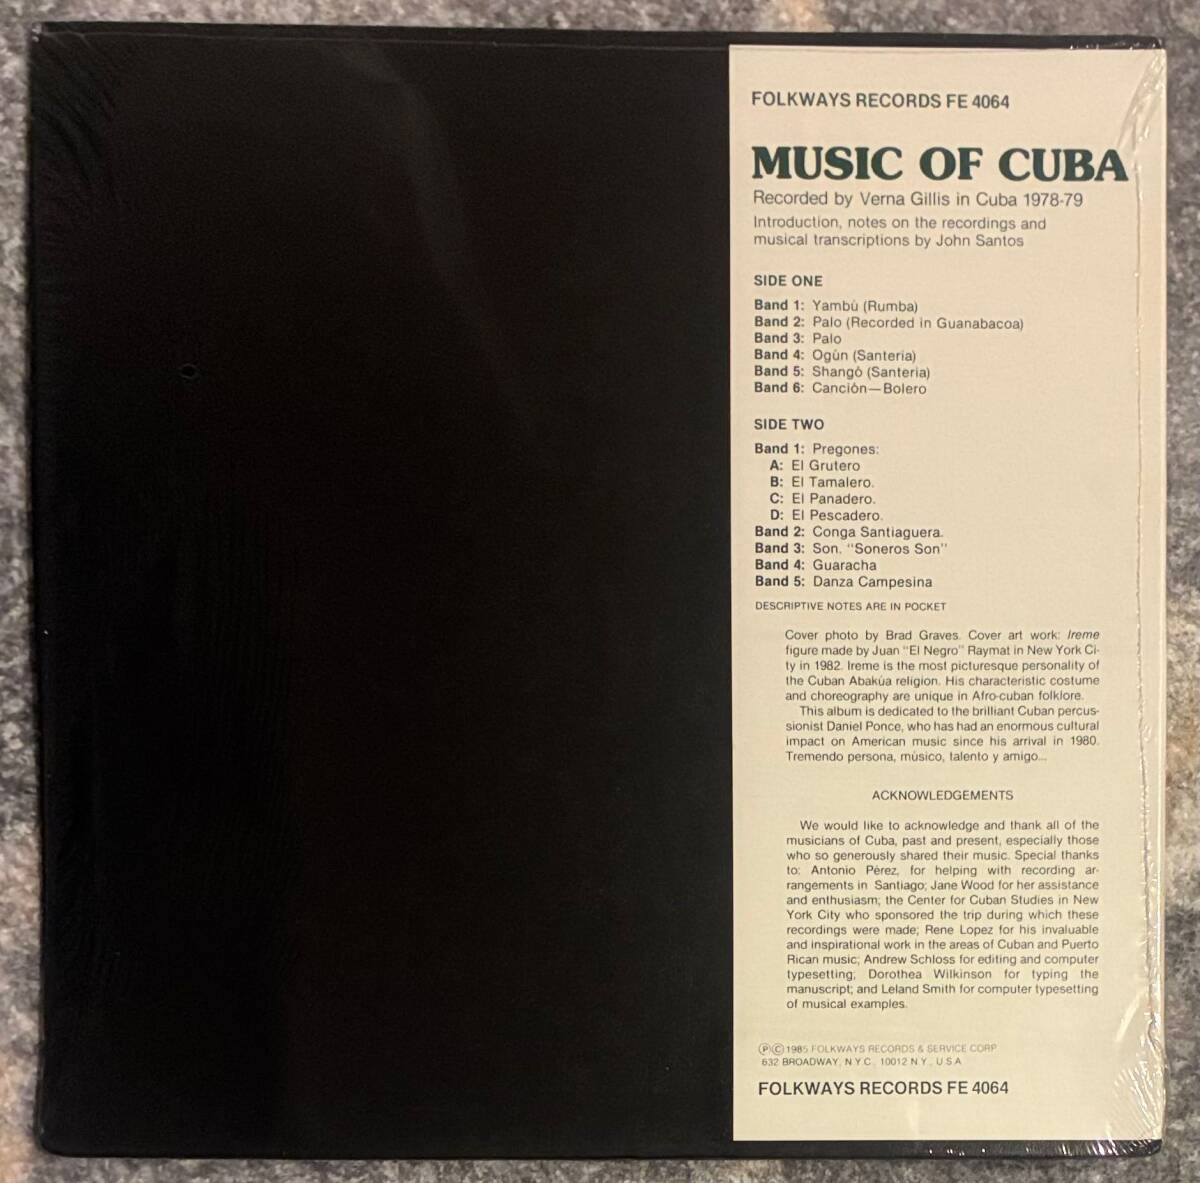 FOLKWAYS RECORDS FE 4064
MUSIC OF CUBA
Recorded by Verna Gillis in Cuba 1978-79
Introduction, notes on the recordings and
musical transcriptions by John Santos
SIDE ONE
Band 1: Yambú (Rumba)
Band 2: Palo (Recorded in Guanabacoa)
Band 3: Palo
Band 4: Ogún (Santeria)
Band 5: Shangó (Santeria)
Band 6: Canción—Bolero
SIDE TWO
Band 1: Pregones:
A: El Grutero
B: El Tamalero.
C: El Panadero.
D: El Pescadero.
Band 2: Conga Santiaguera.
Band 3: Son. "Soneros Son"
Band 4: Guaracha
Band 5: Danza Campesina
DESCRIPTIVE NOTES ARE IN POCKET
Cover photo by Brad Graves. Cover art work: Ireme
figure made by Juan "El Negro" Raymat in New York Ci-
ty in 1982. Ireme is the most picturesque personality of
the Cuban Abakúa religion. His characteristic costume
and choreography are unique in Afro-cuban folklore.
This album is dedicated to the brilliant Cuban percus-
sionist Daniel Ponce, who has had an enormous cultural
impact on American music since his arrival in 1980.
Tremendo persona, músico, talento y amigo...
ACKNOWLEDGEMENTS
We would like to acknowledge and thank all of the
musicians of Cuba, past and present, especially those
who so generously shared their music. Special thanks
to: Antonio Pérez, for helping with recording ar-
rangements in Santiago; Jane Wood for her assistance
and enthusiasm; the Center for Cuban Studies in New
York City who sponsored the trip during which these
recordings were made; Rene Lopez for his invaluable
and inspirational work in the areas of Cuban and Puerto
Rican music; Andrew Schloss for editing and computer
typesetting; Dorothea Wilkinson for typing the
manuscript; and Leland Smith for computer typesetting
of musical examples.
℗©1985 FOLKWAYS RECORDS & SERVICE CORP
632 BROADWAY, N.Y.C., 10012 N.Y., U.S.A.
FOLKWAYS RECORDS FE 4064